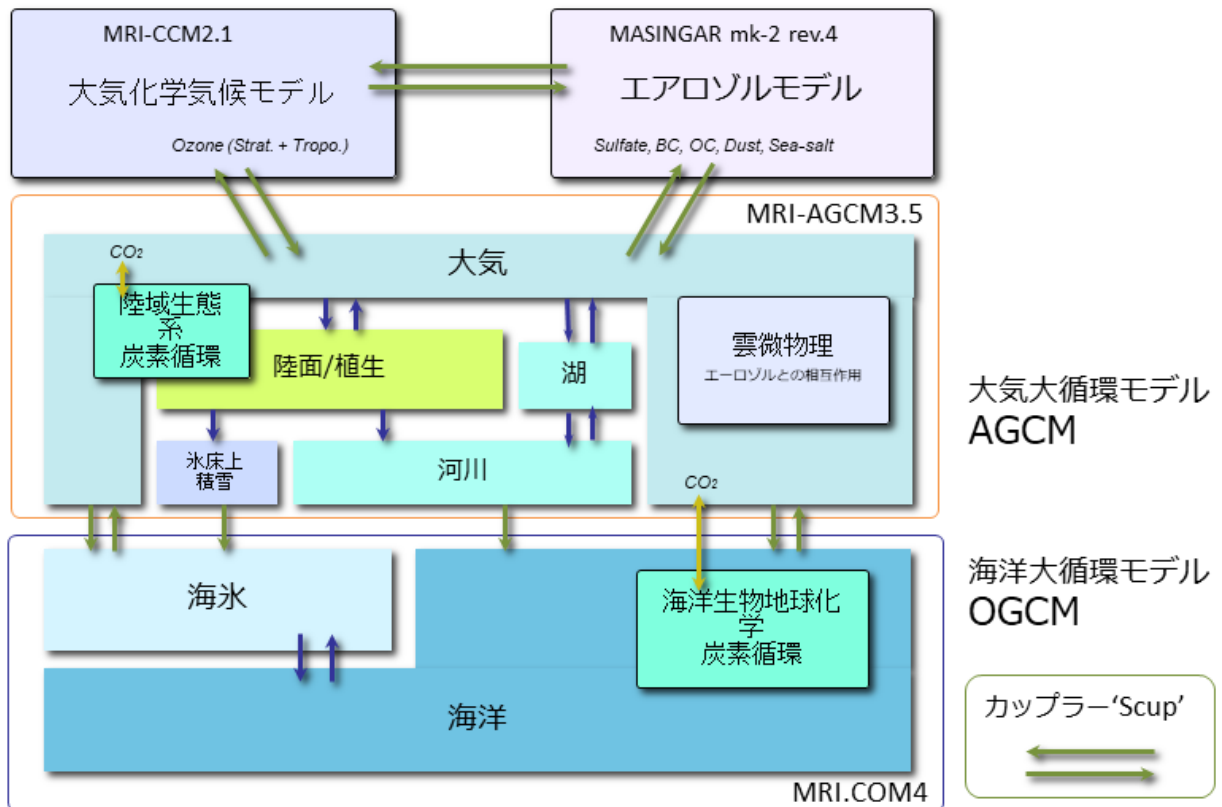 MRI-CCM2.1
大気化学気候モデル
Ozone (Strat. + Tropo.)
MASINGAR mk-2 rev.4
エアロゾルモデル
Sulfate, BC, OC, Dust, Sea-salt
MRI-AGCM3.5
CO2
大気
陸域生態
系
炭素循環
陸面/植生
湖
雲微物理
エーロゾルとの相互作用
氷床上
積雪
河川
CO2
大気大循環モデル
AGCM
海氷
海洋生物地球化
学
炭素循環
海洋
MRI.COM4
海洋大循環モデル
OGCM
カップラー‘Scup’